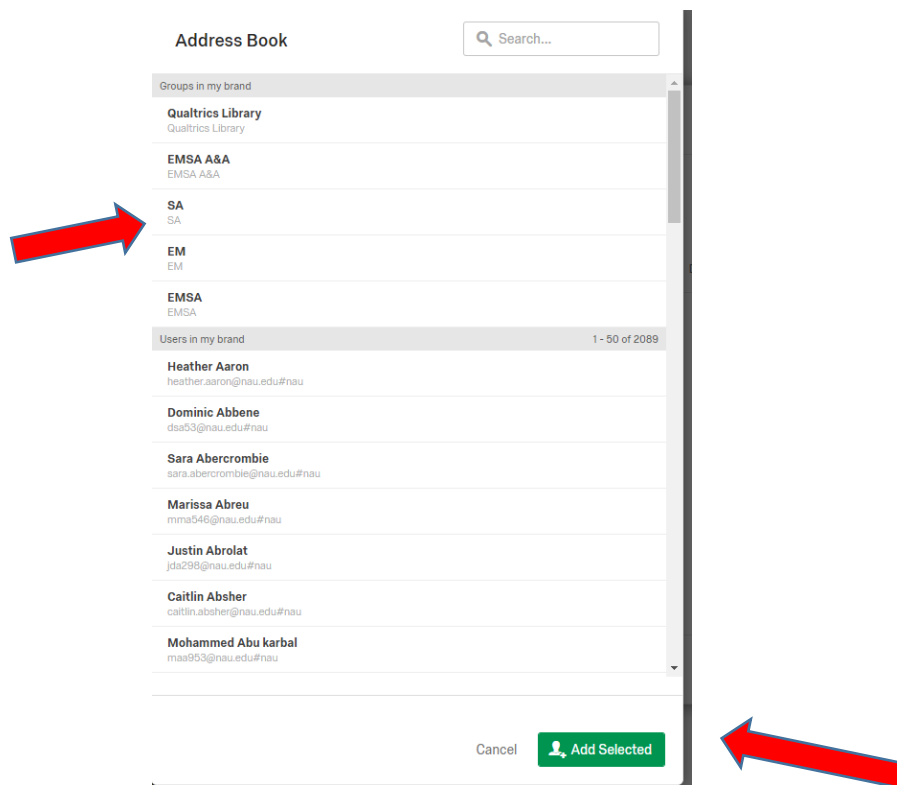 Address Book
Search...
Groups in my brand
Qualtrics Library
Qualtrics Library
EMSA A&A
EMSA A&A
SA
SA
EM
EM
EMSA
EMSA
Users in my brand 1 - 50 of 2089
Heather Aaron
heather.aaron@nau.edu#nau
Dominic Abbene
dsa53@nau.edu#nau
Sara Abercrombie
sara.abercrombie@nau.edu#nau
Marissa Abreu
mma546@nau.edu#nau
Justin Abrolat
jda298@nau.edu#nau
Caitlin Absher
caitlin.absher@nau.edu#nau
Mohammed Abu karbal
maa953@nau.edu#nau
Cancel Add Selected